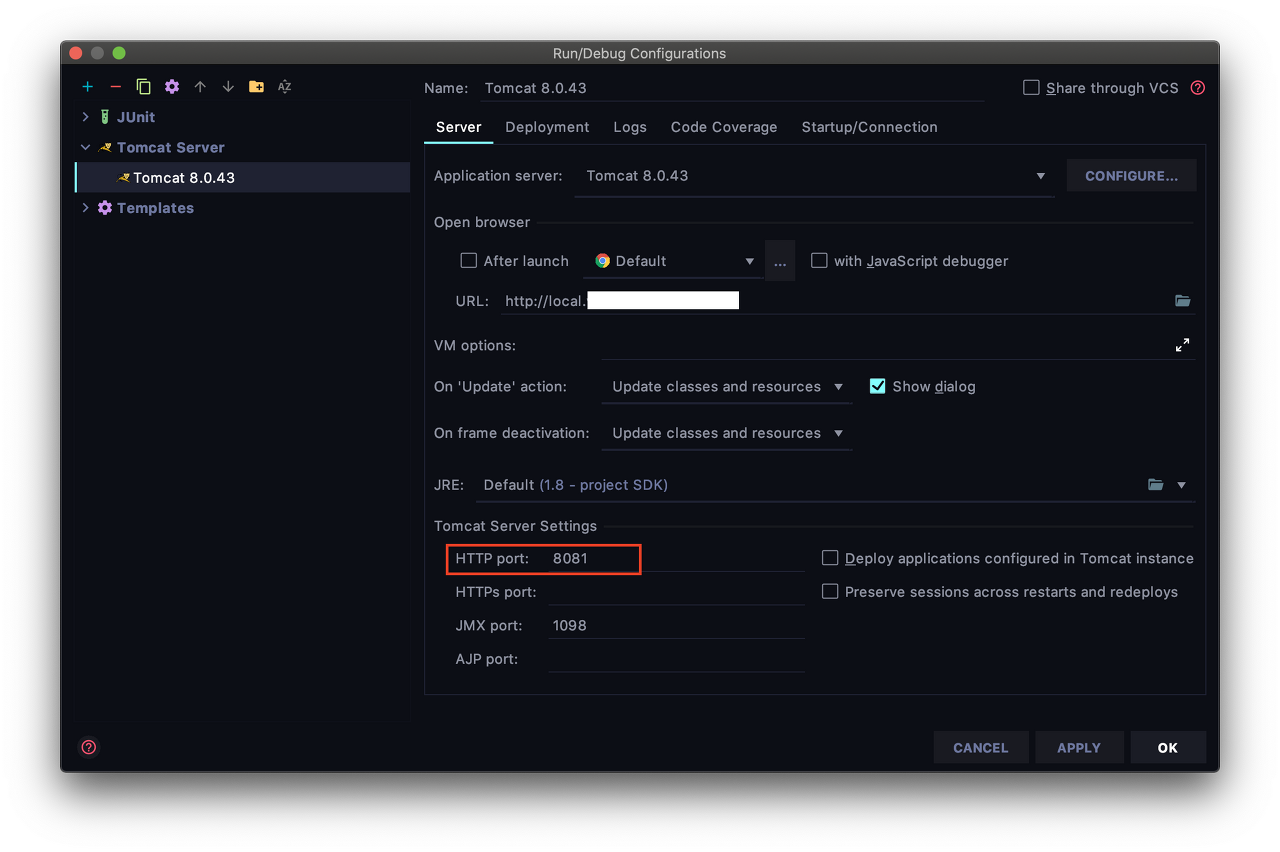 Run/Debug Configurations
Name: Tomcat 8.0.43 Share through VCS
JUnit
Tomcat Server
Tomcat 8.0.43
Templates
Server Deployment Logs Code Coverage Startup/Connection
Application server: Tomcat 8.0.43 CONFIGURE...
Open browser
After launch Default ... with JavaScript debugger
URL: http://local.
VM options:
On 'Update' action: Update classes and resources Show dialog
On frame deactivation: Update classes and resources
JRE: Default (1.8 - project SDK)
Tomcat Server Settings
HTTP port: 8081 Deploy applications configured in Tomcat instance
HTTPs port: Preserve sessions across restarts and redeploys
JMX port: 1098
AJP port:
? CANCEL APPLY OK